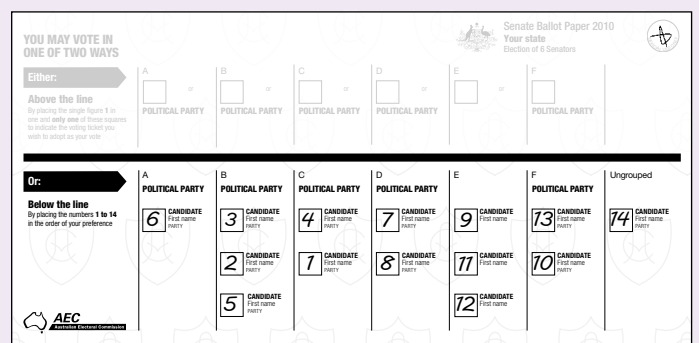 YOU MAY VOTE IN
ONE OF TWO WAYS
Senate Ballot Paper 2010
Your state
Election of 6 Senators
Either:
Above the line
By placing the single figure 1 in
one and only one of these squares
to indicate the voting ticket you
wish to adopt as your vote
A
or
POLITICAL PARTY
B
or
POLITICAL PARTY
C
or
POLITICAL PARTY
D
or
POLITICAL PARTY
E
or
F
POLITICAL PARTY
Or:
Below the line
By placing the numbers 1 to 14
in the order of your preference
A
POLITICAL PARTY
6 CANDIDATE
First name
PARTY
B
POLITICAL PARTY
3 CANDIDATE
First name
PARTY
2 CANDIDATE
First name
PARTY
5 CANDIDATE
First name
PARTY
C
POLITICAL PARTY
4 CANDIDATE
First name
PARTY
1 CANDIDATE
First name
PARTY
D
POLITICAL PARTY
7 CANDIDATE
First name
PARTY
8 CANDIDATE
First name
PARTY
E
9 CANDIDATE
First name
11 CANDIDATE
First name
12 CANDIDATE
First name
F
POLITICAL PARTY
13 CANDIDATE
First name
PARTY
10 CANDIDATE
First name
PARTY
Ungrouped
14 CANDIDATE
First name
PARTY
AEC
Australian Electoral Commission